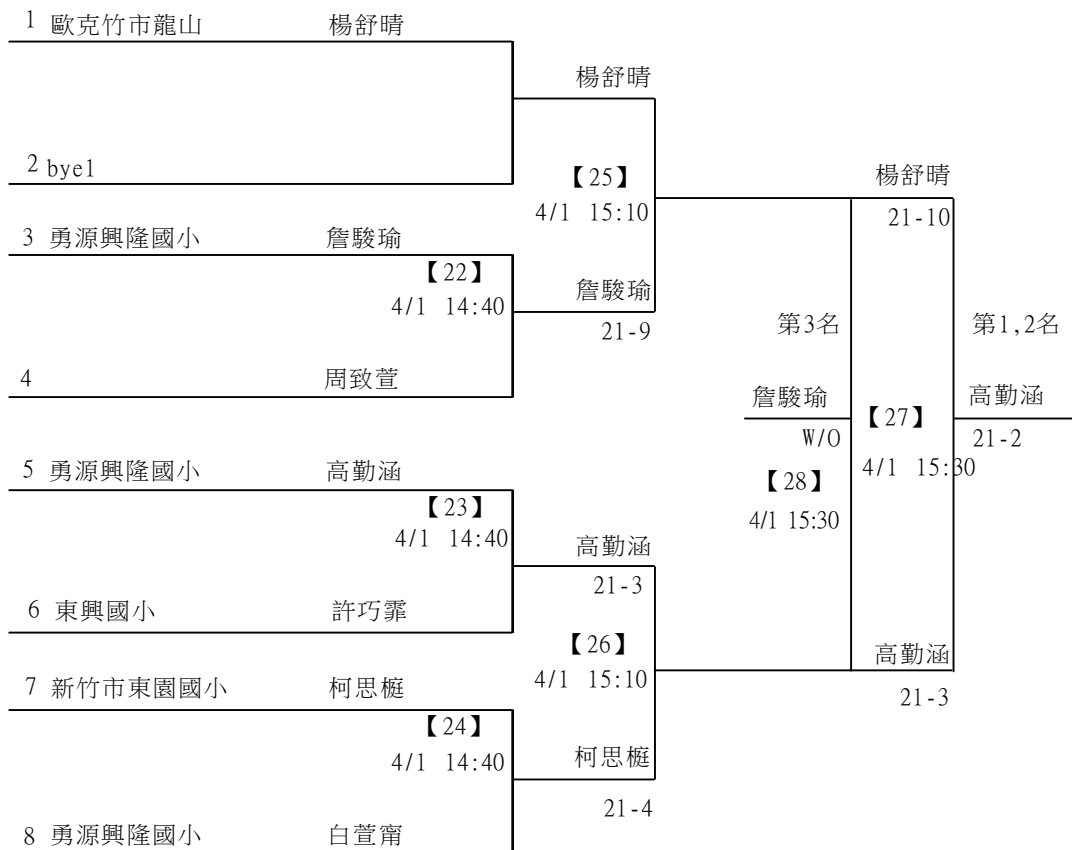 1 歐克竹市龍山 楊舒晴
楊舒晴
2 bye1
【25】
4/1 15:10
楊舒晴
21-10
3 勇源興隆國小 詹駿瑜
【22】
4/1 14:40
詹駿瑜
21-9
第3名
第1,2名
4 周致萱
詹駿瑜
W/O
【27】
4/1 15:30
高勤涵
21-2
5 勇源興隆國小 高勤涵
【23】
4/1 14:40
【28】
4/1 15:30
高勤涵
21-3
6 東興國小 許巧霏
【26】
4/1 15:10
高勤涵
21-3
7 新竹市東園國小 柯思榳
【24】
4/1 14:40
柯思榳
21-4
8 勇源興隆國小 白萱甯